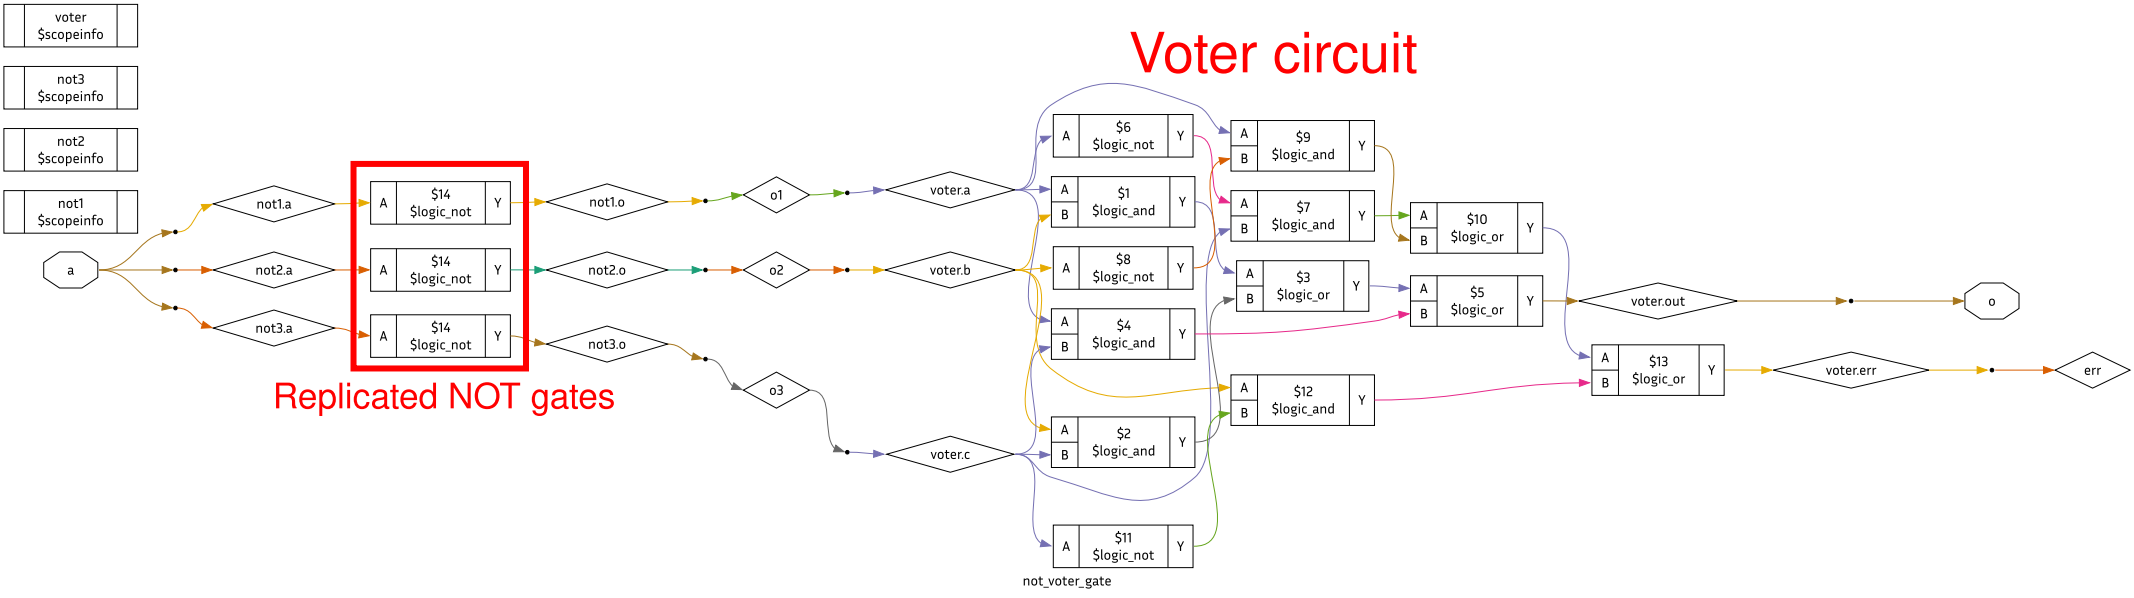 voter
$scopeinfo
not3
$scopeinfo
not2
$scopeinfo
not1
$scopeinfo
a
not1.a
not2.a
not3.a
A $14 Y
$logic_not
A $14 Y
$logic_not
A $14 Y
$logic_not
Replicated NOT gates
not1.o
not2.o
not3.o
o1
o2
o3
voter.a
voter.b
voter.c
Voter circuit
A $6 Y
$logic_not
A B $1 Y
$logic_and
A $8 Y
$logic_not
A B $4 Y
$logic_and
A B $2 Y
$logic_and
A $11 Y
$logic_not
A B $9 Y
$logic_and
A B $7 Y
$logic_and
A B $3 Y
$logic_or
A B $12 Y
$logic_and
A B $10 Y
$logic_or
A B $5 Y
$logic_or
voter.out
o
A B $13 Y
$logic_or
voter.err
err
not_voter_gate